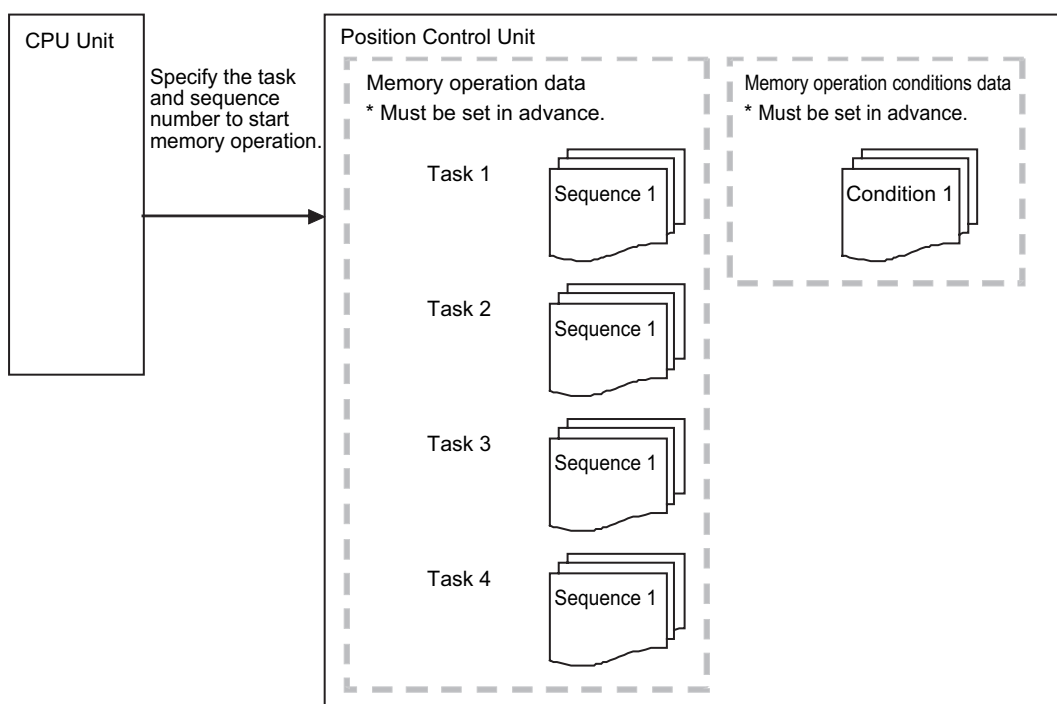 CPU Unit
Specify the task
and sequence
number to start
memory operation.
Position Control Unit
Memory operation data
* Must be set in advance.
Task 1
Sequence 1
Task 2
Sequence 1
Task 3
Sequence 1
Task 4
Sequence 1
Memory operation conditions data
* Must be set in advance.
Condition 1